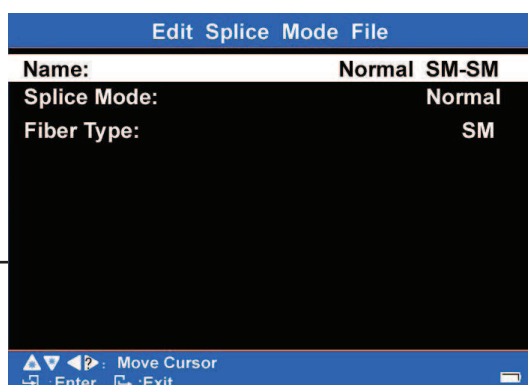 Edit Splice Mode File
Name: Normal SM-SM
Splice Mode: Normal
Fiber Type: SM
? : Move Cursor
:Enter :Exit